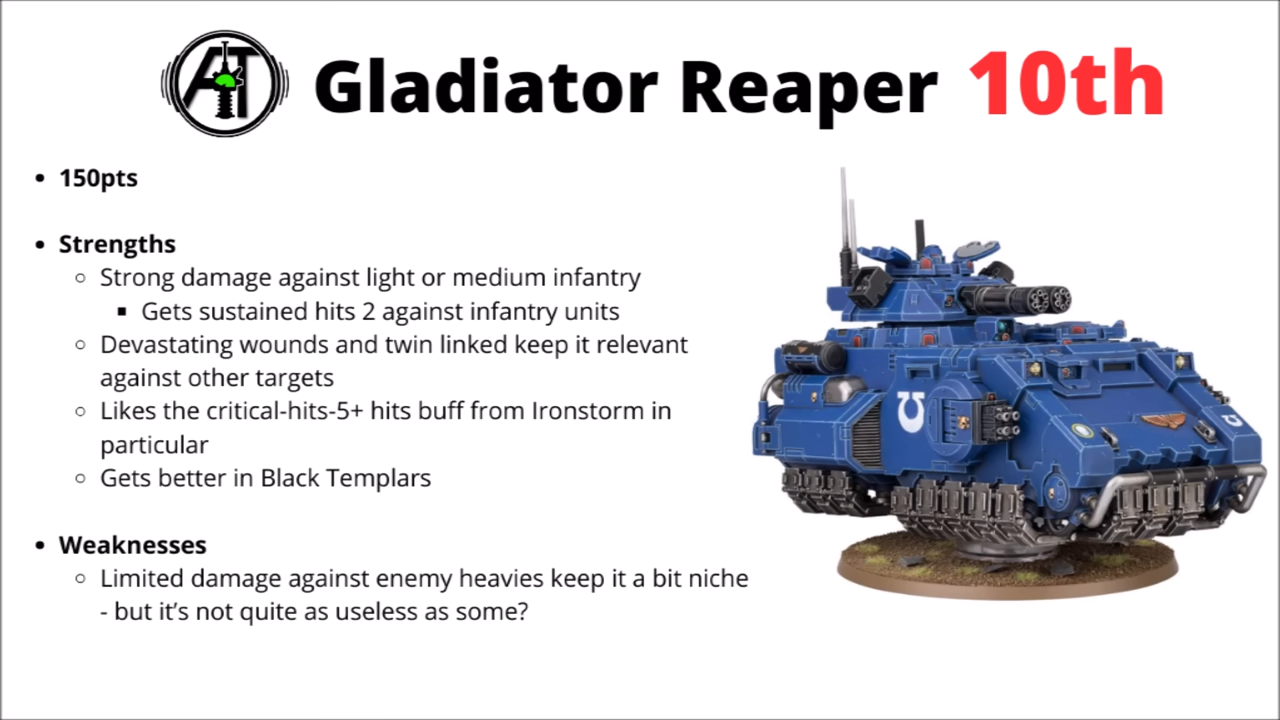 AT
Gladiator Reaper 10th
• 150pts
• Strengths
○ Strong damage against light or medium infantry
▪ Gets sustained hits 2 against infantry units
○ Devastating wounds and twin linked keep it relevant
against other targets
○ Likes the critical-hits-5+ hits buff from Ironstorm in
particular
○ Gets better in Black Templars
• Weaknesses
○ Limited damage against enemy heavies keep it a bit niche
- but it’s not quite as useless as some?